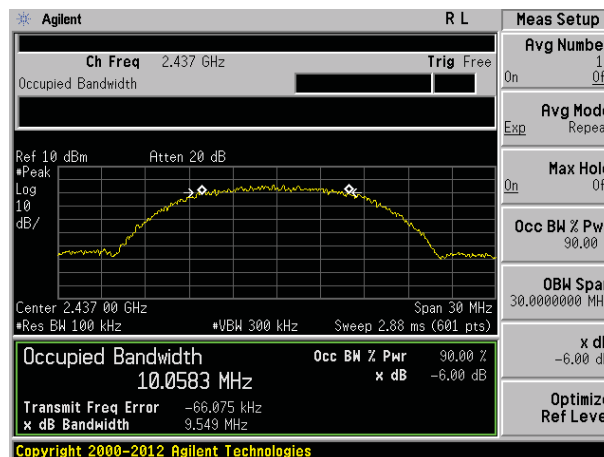 Agilent R L Meas Setup
Avg Number
1
On Of
Ch Freq 2.437 GHz Trig Free
Occupied Bandwidth
Avg Mode
Exp Repea
Ref 10 dBm Atten 20 dB
#Peak
Log
10
dB/
Max Hol
On Of
Occ BW % Pw
90.00
OBW Spa
30.0000000 MH
Center 2.437 00 GHz Span 30 MHz
#Res BW 100 kHz #VBW 300 kHz Sweep 2.88 ms (601 pts)
Occupied Bandwidth Occ BW % Pwr 90.00 %
10.0583 MHz x dB -6.00 dB
Transmit Freq Error -66.075 kHz
x dB Bandwidth 9.549 MHz
x d
-6.00 d
Optimiz
Ref Leve
Copyright 2000-2012 Agilent Technologies